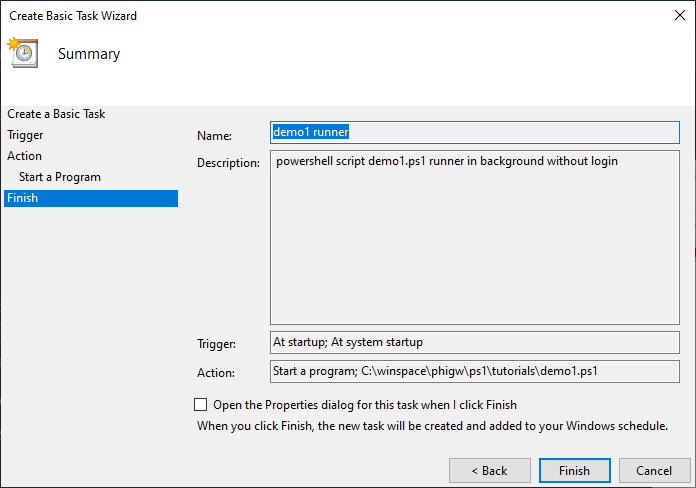 Create Basic Task Wizard
Summary
Create a Basic Task
Trigger
Action
Start a Program
Finish
Name:
demo1 runner
Description:
powershell script demo1.ps1 runner in background without login
Trigger:
At startup; At system startup
Action:
Start a program; C:\winspace\phigw\ps1\tutorials\demo1.ps1
Open the Properties dialog for this task when I click Finish
When you click Finish, the new task will be created and added to your Windows schedule.
< Back
Finish
Cancel